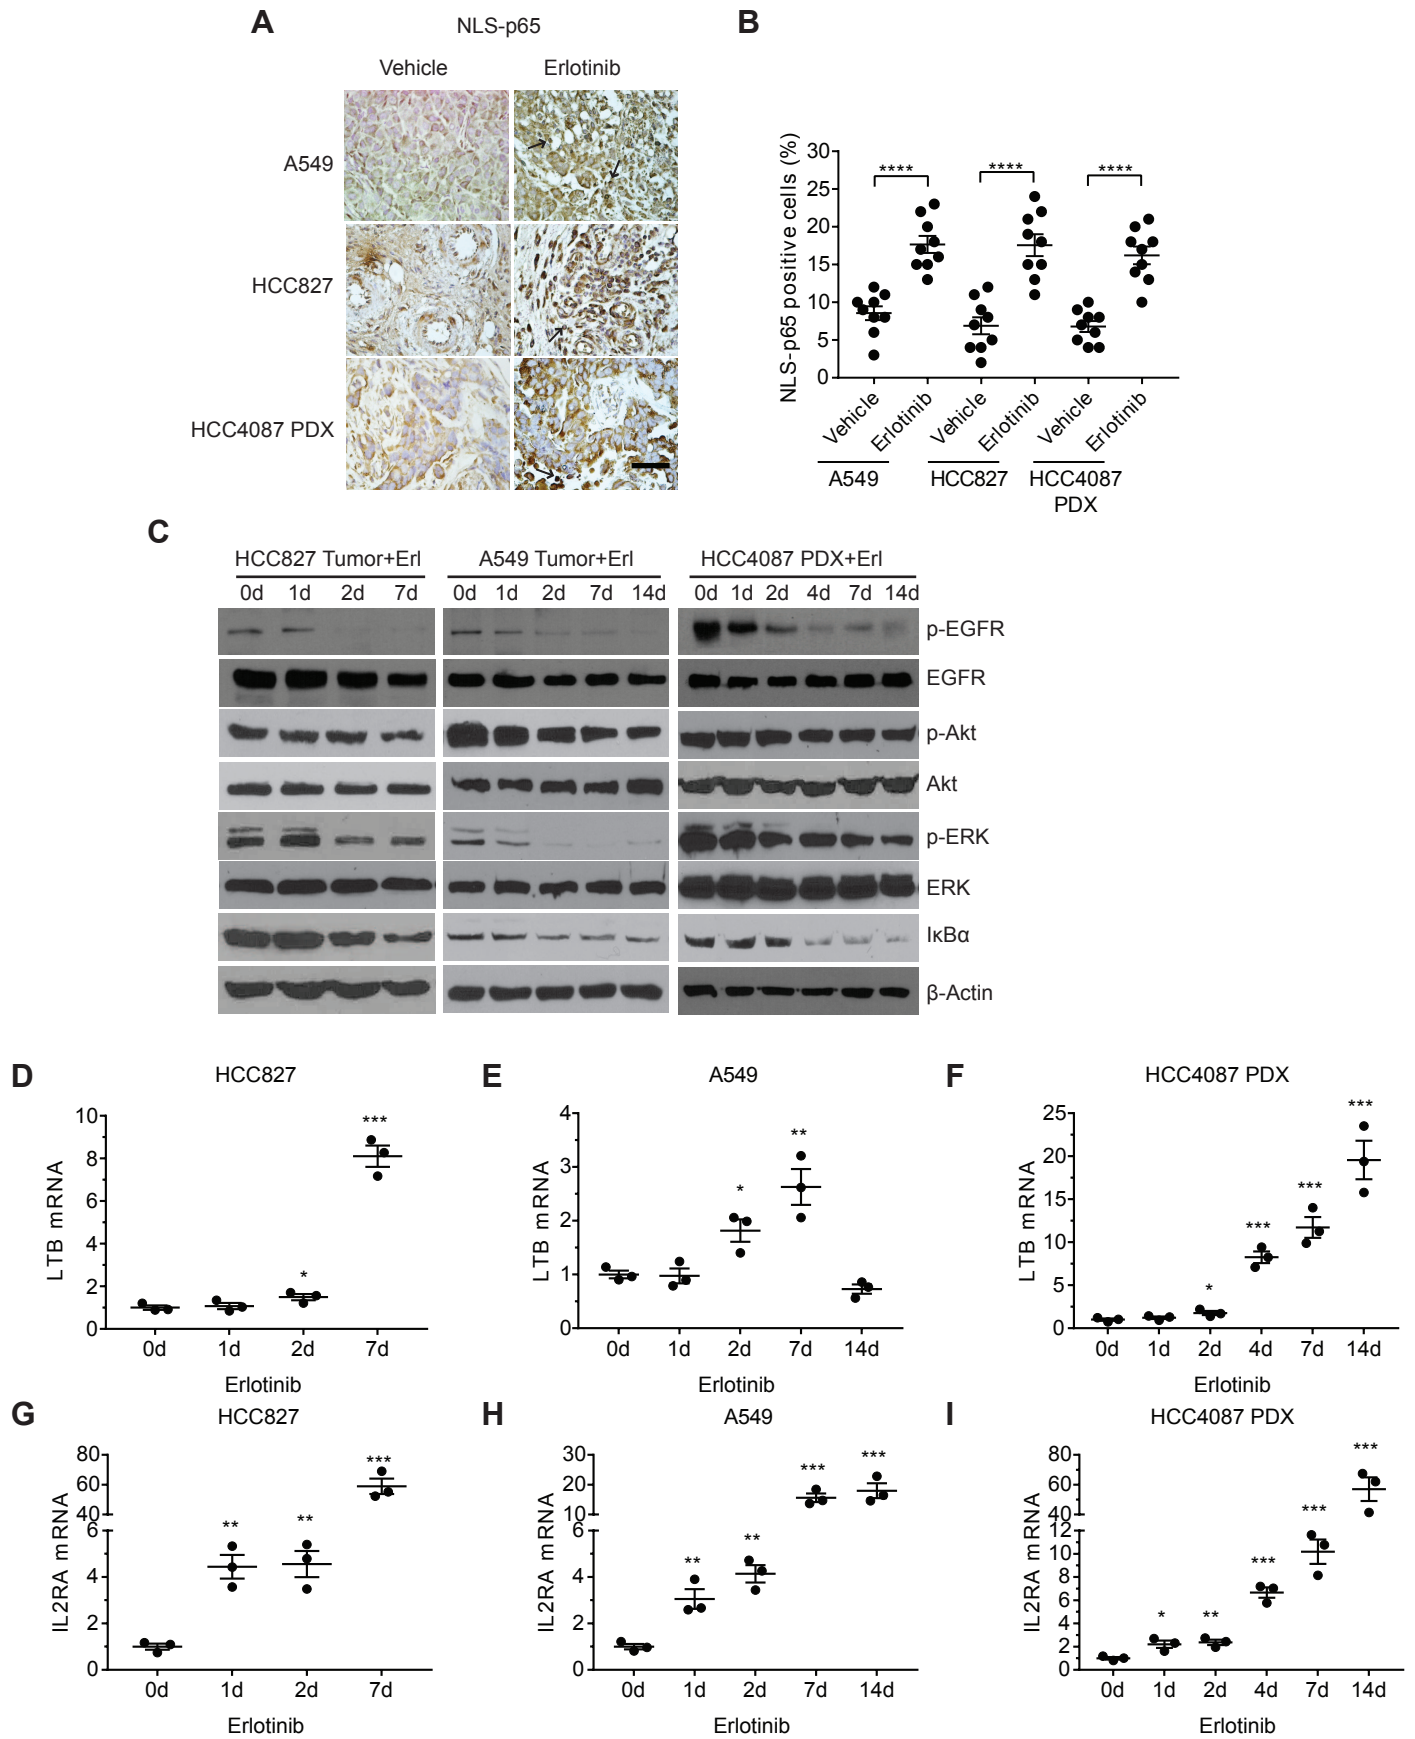 A
NLS-p65
Vehicle Erlotinib
A549
HCC827
HCC4087 PDX
B
NLS-p65 positive cells (%)
30
25
20
15
10
5
0
**** **** ****
Vehicle Erlotinib Vehicle Erlotinib Vehicle Erlotinib
A549 HCC827 HCC4087
PDX
C
HCC827 Tumor+Erl A549 Tumor+Erl HCC4087 PDX+Erl
0d 1d 2d 7d 0d 1d 2d 7d 14d 0d 1d 2d 4d 7d 14d
p-EGFR
EGFR
p-Akt
Akt
p-ERK
ERK
IκBα
β-Actin
D
HCC827
LTB mRNA
10
8
6
4
2
0
* ***
0d 1d 2d 7d
Erlotinib
E
A549
LTB mRNA
4
3
2
1
0
* **
0d 1d 2d 7d 14d
Erlotinib
F
HCC4087 PDX
LTB mRNA
25
20
15
10
5
0
* *** *** ***
0d 1d 2d 4d 7d 14d
Erlotinib
G
HCC827
IL2RA mRNA
80
60
40
6
4
2
0
** ** ***
0d 1d 2d 7d
Erlotinib
H
A549
IL2RA mRNA
30
20
10
6
4
2
0
** ** *** ***
0d 1d 2d 7d 14d
Erlotinib
I
HCC4087 PDX
IL2RA mRNA
80
60
40
12
10
8
6
4
2
0
* ** *** *** ***
0d 1d 2d 4d 7d 14d
Erlotinib